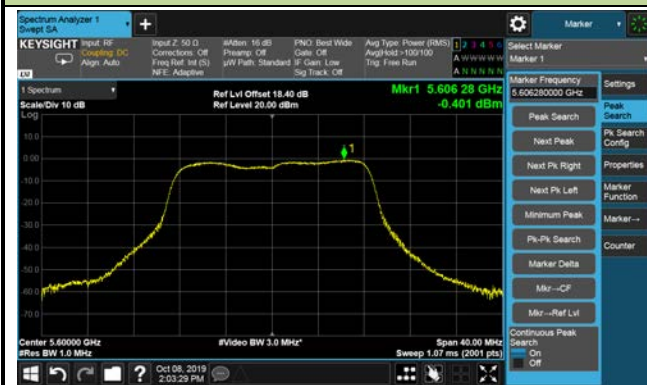 Spectrum Analyzer 1
Swept SA
+
Marker
KEYSIGHT
Input: RF
Coupling: DC
Align: Auto
Input Z: 50 Ω
Corrections: Off
Freq Ref: Int (S)
NFE: Adaptive
#Atten: 16 dB
Preamp: Off
µW Path: Standard
PNO: Best Wide
Gate: Off
IF Gain: Low
Sig Track: Off
Avg Type: Power (RMS)
Avg|Hold:>100/100
Trig: Free Run
1 2 3 4 5 6
A W W W W W
A N N N N N
LXI
Select Marker
Marker 1
1 Spectrum
Scale/Div 10 dB
Log
Ref Lvl Offset 18.40 dB
Ref Level 20.00 dBm
Mkr1 5.606 28 GHz
-0.401 dBm
10.0
0.00
-10.0
-20.0
-30.0
-40.0
-50.0
-60.0
-70.0
1
Center 5.60000 GHz
#Res BW 1.0 MHz
#Video BW 3.0 MHz*
Span 40.00 MHz
Sweep 1.07 ms (2001 pts)
Marker Frequency
5.606280000 GHz
Peak Search
Next Peak
Next Pk Right
Next Pk Left
Minimum Peak
Pk-Pk Search
Marker Delta
Mkr→CF
Mkr→Ref Lvl
Continuous Peak
Search
On
Off
Settings
Peak
Search
Pk Search
Config
Properties
Marker
Function
Marker→
Counter
?
Oct 08, 2019
2:03:29 PM